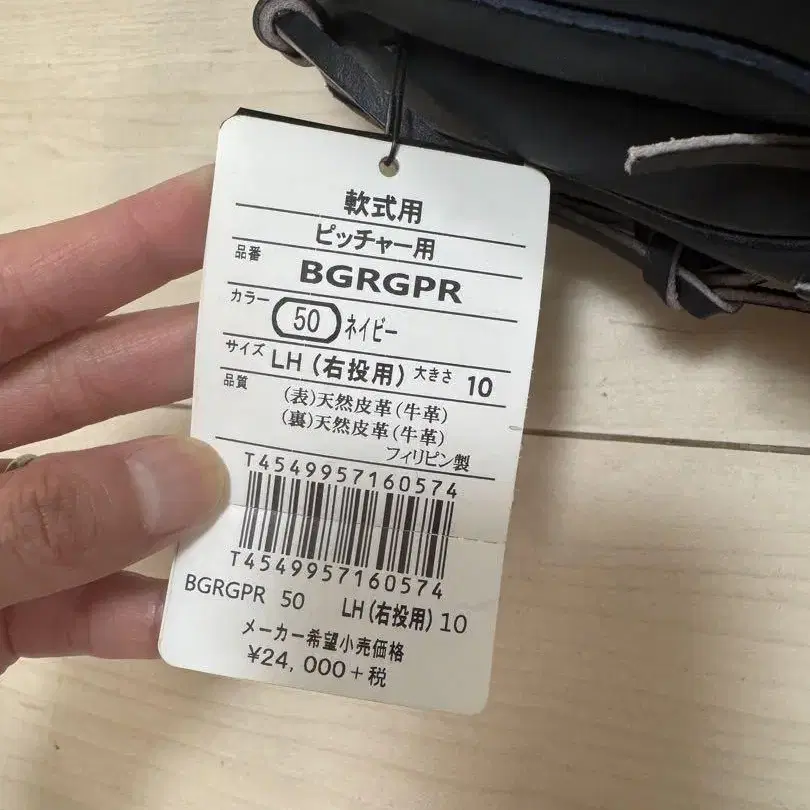 軟式用
ピッチャー用
品番 BGRGPR
カラー 50 ネイビー
サイズ LH(右投用) 大きさ 10
品質 (表)天然皮革(牛革)
(裏)天然皮革(牛革)
フィリピン製
T4549957160574
T4549957160574
BGRGPR 50 LH(右投用) 10
メーカー希望小売価格
¥24,000+税